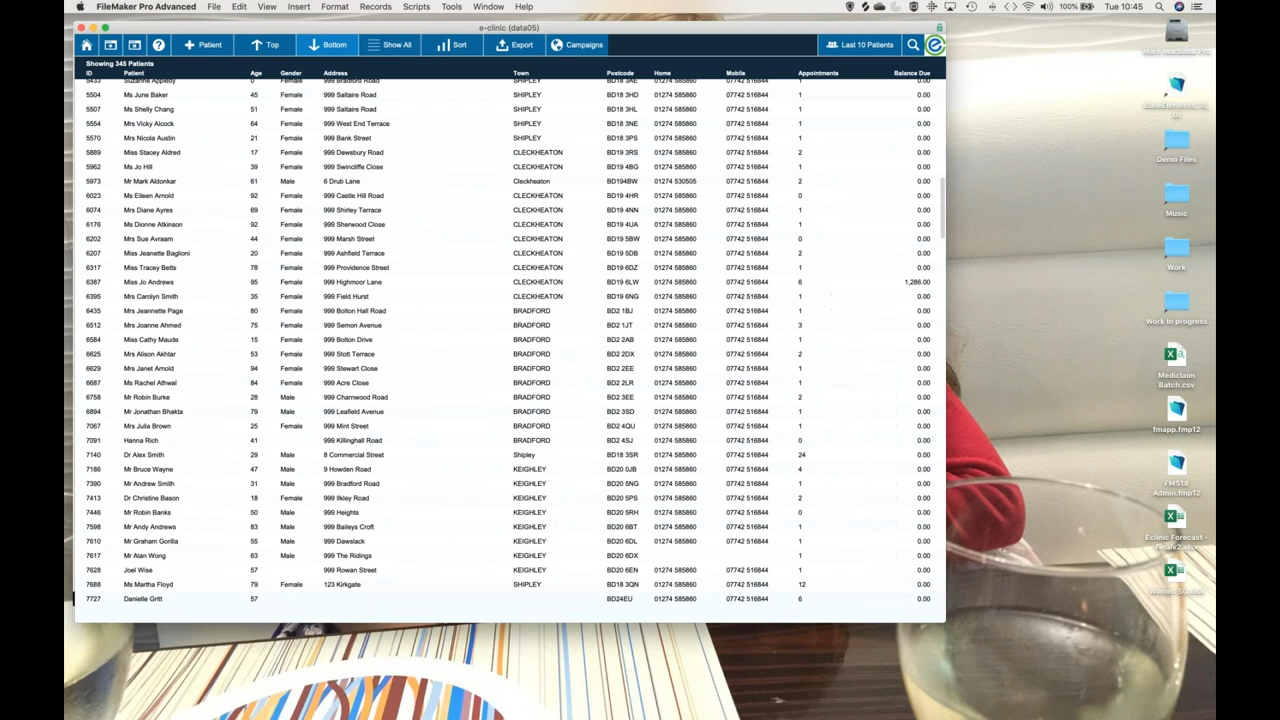 FileMaker Pro Advanced File Edit View Insert Format Records Scripts Tools Window Help 100% Tue 10:45
e-clinic (data05)
Patient Top Bottom Show All Sort Export Campaigns Last 10 Patients
Showing 345 Patients
ID Patient Age Gender Address Town Postcode Home Mobile Appointments Balance Due
5433 Suzanne Appleby Female 999 Bradford Road SHIPLEY BD18 3AE 01274 585860 07742 516844 1 0.00
5504 Ms June Baker 45 Female 999 Saltaire Road SHIPLEY BD18 3HD 01274 585860 07742 516844 1 0.00
5507 Ms Shelly Chang 51 Female 999 Saltaire Road SHIPLEY BD18 3HL 01274 585860 07742 516844 1 0.00
5554 Mrs Vicky Alcock 64 Female 999 West End Terrace SHIPLEY BD18 3NE 01274 585860 07742 516844 1 0.00
5570 Mrs Nicola Austin 21 Female 999 Bank Street SHIPLEY BD18 3PS 01274 585860 07742 516844 1 0.00
5889 Miss Stacey Aldred 17 Female 999 Dewsbury Road CLECKHEATON BD19 3RS 01274 585860 07742 516844 2 0.00
5962 Ms Jo Hill 39 Female 999 Swincliffe Close CLECKHEATON BD19 4BG 01274 585860 07742 516844 1 0.00
5973 Mr Mark Aldonkar 61 Male 6 Drub Lane Cleckheaton BD194BW 01274 530505 07742 516844 2 0.00
6023 Ms Eileen Arnold 92 Female 999 Castle Hill Road CLECKHEATON BD19 4HR 01274 585860 07742 516844 0 0.00
6074 Mrs Diane Ayres 69 Female 999 Shirley Terrace CLECKHEATON BD19 4NN 01274 585860 07742 516844 1 0.00
6176 Ms Dionne Atkinson 92 Female 999 Sherwood Close CLECKHEATON BD19 4UA 01274 585860 07742 516844 1 0.00
6202 Mrs Sue Avraam 44 Female 999 Marsh Street CLECKHEATON BD19 5BW 01274 585860 07742 516844 0 0.00
6207 Miss Jeanette Baglioni 20 Female 999 Ashfield Terrace CLECKHEATON BD19 5DB 01274 585860 07742 516844 2 0.00
6317 Miss Tracey Betts 78 Female 999 Providence Street CLECKHEATON BD19 6DZ 01274 585860 07742 516844 1 0.00
6387 Miss Jo Andrews 95 Female 999 Highmoor Lane CLECKHEATON BD19 6LW 01274 585860 07742 516844 6 1,286.00
6395 Mrs Carolyn Smith 35 Female 999 Field Hurst CLECKHEATON BD19 6NG 01274 585860 07742 516844 1 0.00
6435 Mrs Jeannette Page 80 Female 999 Bolton Hall Road BRADFORD BD2 1BJ 01274 585860 07742 516844 1 0.00
6512 Mrs Joanne Ahmed 75 Female 999 Semon Avenue BRADFORD BD2 1JT 01274 585860 07742 516844 3 0.00
6584 Miss Cathy Maude 15 Female 999 Bolton Drive BRADFORD BD2 2AB 01274 585860 07742 516844 1 0.00
6625 Mrs Alison Akhtar 53 Female 999 Stott Terrace BRADFORD BD2 2DX 01274 585860 07742 516844 2 0.00
6629 Mrs Janet Arnold 94 Female 999 Stewart Close BRADFORD BD2 2EE 01274 585860 07742 516844 1 0.00
6687 Ms Rachel Athwal 84 Female 999 Acre Close BRADFORD BD2 2LR 01274 585860 07742 516844 1 0.00
6758 Mr Robin Burke 28 Male 999 Charnwood Road BRADFORD BD2 3EE 01274 585860 07742 516844 2 0.00
6894 Mr Jonathan Bhakta 79 Male 999 Leafield Avenue BRADFORD BD2 3SD 01274 585860 07742 516844 1 0.00
7067 Mrs Julia Brown 25 Female 999 Mint Street BRADFORD BD2 4QU 01274 585860 07742 516844 1 0.00
7091 Hanna Rich 41 999 Killinghall Road BRADFORD BD2 4SJ 01274 585860 07742 516844 0 0.00
7140 Dr Alex Smith 29 Male 8 Commercial Street Shipley BD18 3SR 01274 585860 07742 516844 24 0.00
7186 Mr Bruce Wayne 47 Male 9 Howden Road KEIGHLEY BD20 0JB 01274 585860 07742 516844 4 0.00
7390 Mr Andrew Smith 31 Male 999 Bradford Road KEIGHLEY BD20 5NG 01274 585860 07742 516844 1 0.00
7413 Dr Christine Bason 18 Female 999 Ilkley Road KEIGHLEY BD20 5PS 01274 585860 07742 516844 2 0.00
7446 Mr Robin Banks 50 Male 999 Heights KEIGHLEY BD20 5RH 01274 585860 07742 516844 0 0.00
7598 Mr Andy Andrews 83 Male 999 Baileys Croft KEIGHLEY BD20 6BT 01274 585860 07742 516844 1 0.00
7610 Mr Graham Gorilla 55 Male 999 Dawslack KEIGHLEY BD20 6DL 01274 585860 07742 516844 1 0.00
7617 Mr Alan Wong 63 Male 999 The Ridings KEIGHLEY BD20 6DX 01274 585860 07742 516844 1 0.00
7628 Joel Wise 57 999 Rowan Street KEIGHLEY BD20 6EN 01274 585860 07742 516844 1 0.00
7688 Ms Martha Floyd 79 Female 123 Kirkgate SHIPLEY BD18 3QN 01274 585860 07742 516844 12 0.00
7727 Danielle Gritt 57 BD24EU 01274 585860 07742 516844 6 0.00
Demo Files
Music
Work
Work in progress
Mediclaim
Batch.csv
fmapp.fmp12
FMS18
Admin.fmp12
Eclinic Forecast -